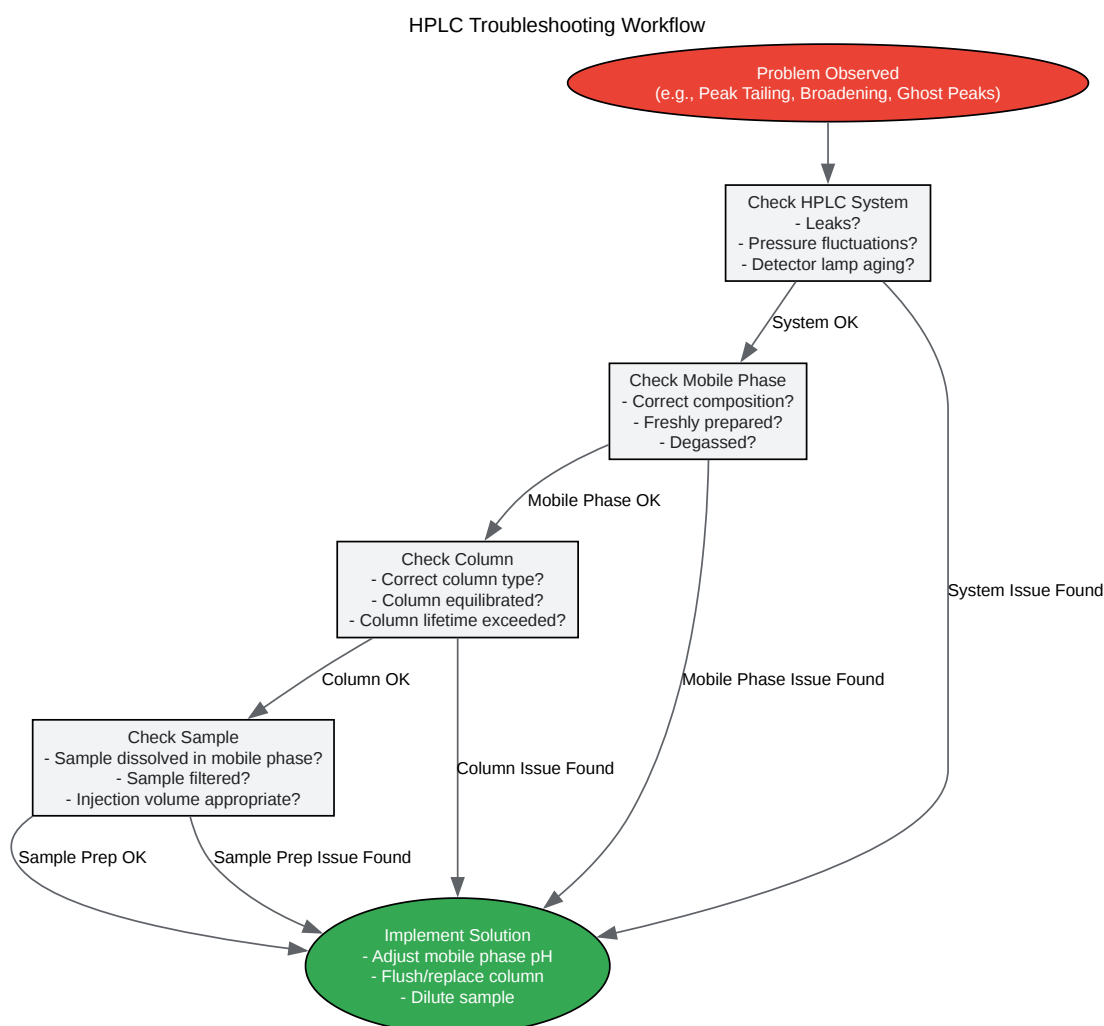 HPLC Troubleshooting Workflow
Problem Observed
(e.g., Peak Tailing, Broadening, Ghost Peaks)
Check HPLC System
- Leaks?
- Pressure fluctuations?
- Detector lamp aging?
System OK
Check Mobile Phase
- Correct composition?
- Freshly prepared?
- Degassed?
Mobile Phase OK
Check Column
- Correct column type?
- Column equilibrated?
- Column lifetime exceeded?
System Issue Found
Column OK
Mobile Phase Issue Found
Check Sample
- Sample dissolved in mobile phase?
- Sample filtered?
- Injection volume appropriate?
Column Issue Found
Sample Prep OK
Sample Prep Issue Found
Implement Solution
- Adjust mobile phase pH
- Flush/replace column
- Dilute sample